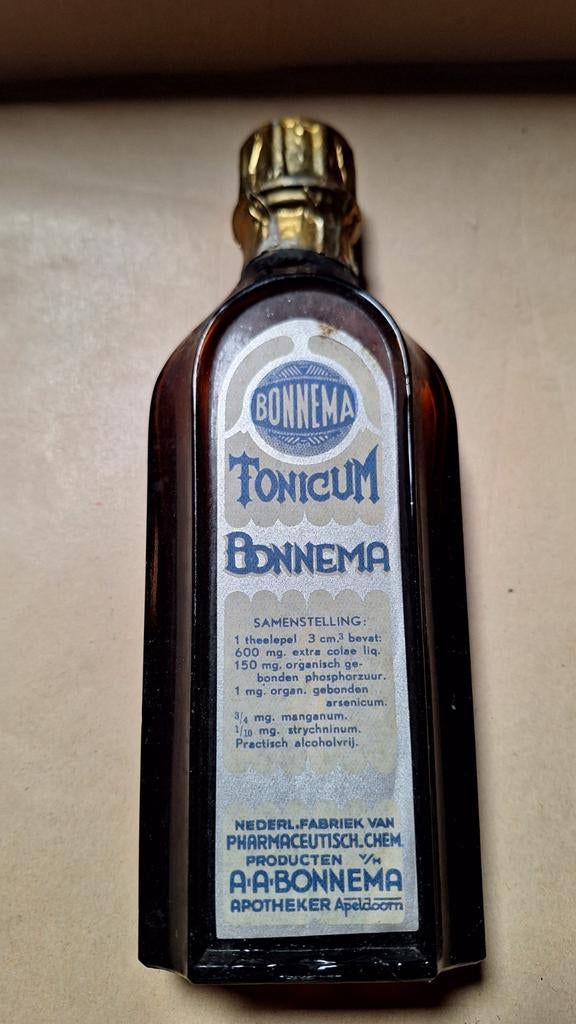 BONNEMA
TONICUM
BONNEMA
SAMENSTELLING:
1 theelepel 3 cm.³ bevat:
600 mg. extra colae liq.
150 mg. organisch ge-
bonden phosphorzuur.
1 mg. organ. gebonden
arsenicum.
3/4 mg. manganum.
1/10 mg. strychninum.
Practisch alcoholvrij.
NEDERL. FABRIEK VAN
PHARMACEUTISCH-CHEM.
PRODUCTEN V/H
A·A·BONNEMA
APOTHEKER Apeldoorn